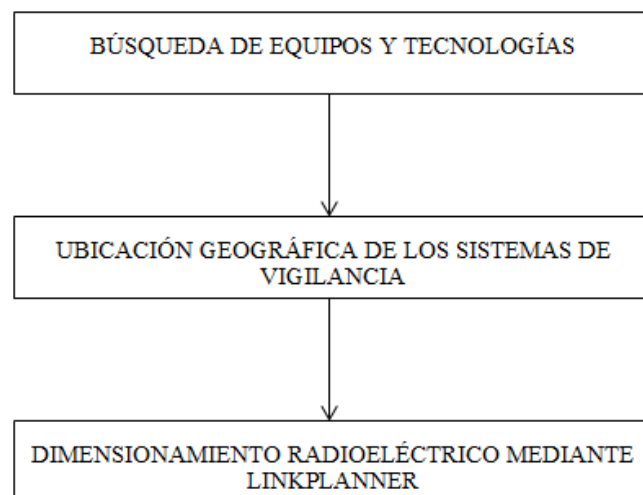 BÚSQUEDA DE EQUIPOS Y TECNOLOGÍAS
UBICACIÓN GEOGRÁFICA DE LOS SISTEMAS DE
VIGILANCIA
DIMENSIONAMIENTO RADIOELÉCTRICO MEDIANTE
LINKPLANNER